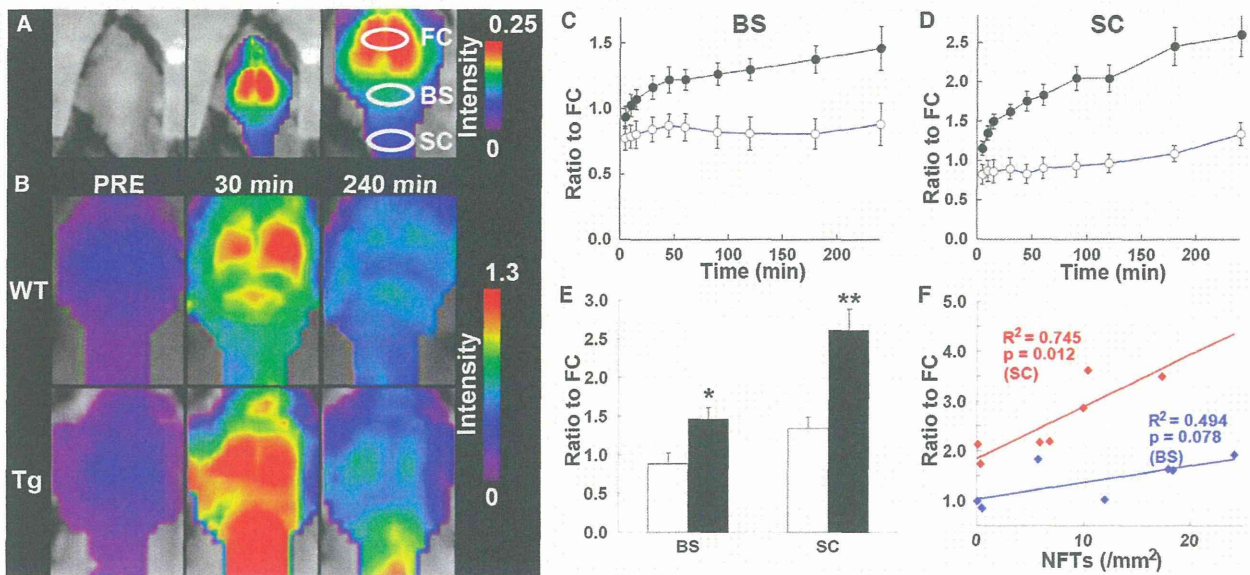 A
0.25
FC
BS
SC
Intensity
0
B
PRE
30 min
240 min
WT
Tg
1.3
Intensity
0
C
BS
Ratio to FC
1.5
1.0
0.5
0.0
0 50 100 150 200
Time (min)
D
SC
Ratio to FC
2.5
2.0
1.5
1.0
0.5
0.0
0 50 100 150 200
Time (min)
E
Ratio to FC
3.0
2.5
2.0
1.5
1.0
0.5
0.0
*
**
BS
SC
F
Ratio to FC
5.0
4.0
3.0
2.0
1.0
R² = 0.745
p = 0.012
(SC)
R² = 0.494
p = 0.078
(BS)
0 10 20
NFTs (/mm²)